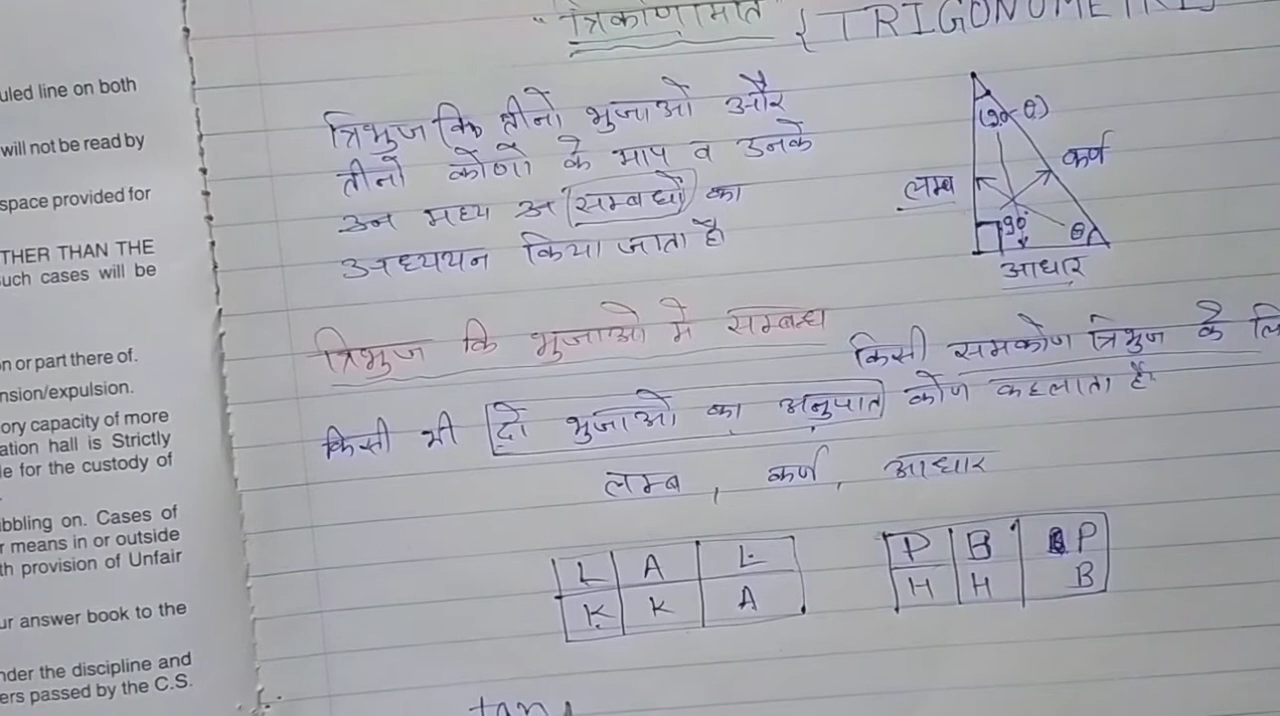 uled line on both
will not be read by
space provided for
THER THAN THE
uch cases will be
n or part there of.
nsion/expulsion.
ory capacity of more
ation hall is Strictly
le for the custody of
bbling on. Cases of
r means in or outside
th provision of Unfair
ur answer book to the
nder the discipline and
ers passed by the C.S.
"त्रिकोणमिति" { TRIGONOMETRE
त्रिभुज कि तीनो भुजाओ और
तीनों कोणों के माप व उनके
उन मध्य अ सम्बधों का
अध्ययन किया जाता है
(90-θ)
कर्ण
लम्ब
90°
θ
आधार
त्रिभुज कि भुजाओ मे सम्बन्ध
किसी समकोण त्रिभुज के लि
किसी भी दो भुजाओ का अनुपात कोण कहलाता है
लम्ब , कर्ण , आधार
L A L
K K A
P B P
H H B
tan